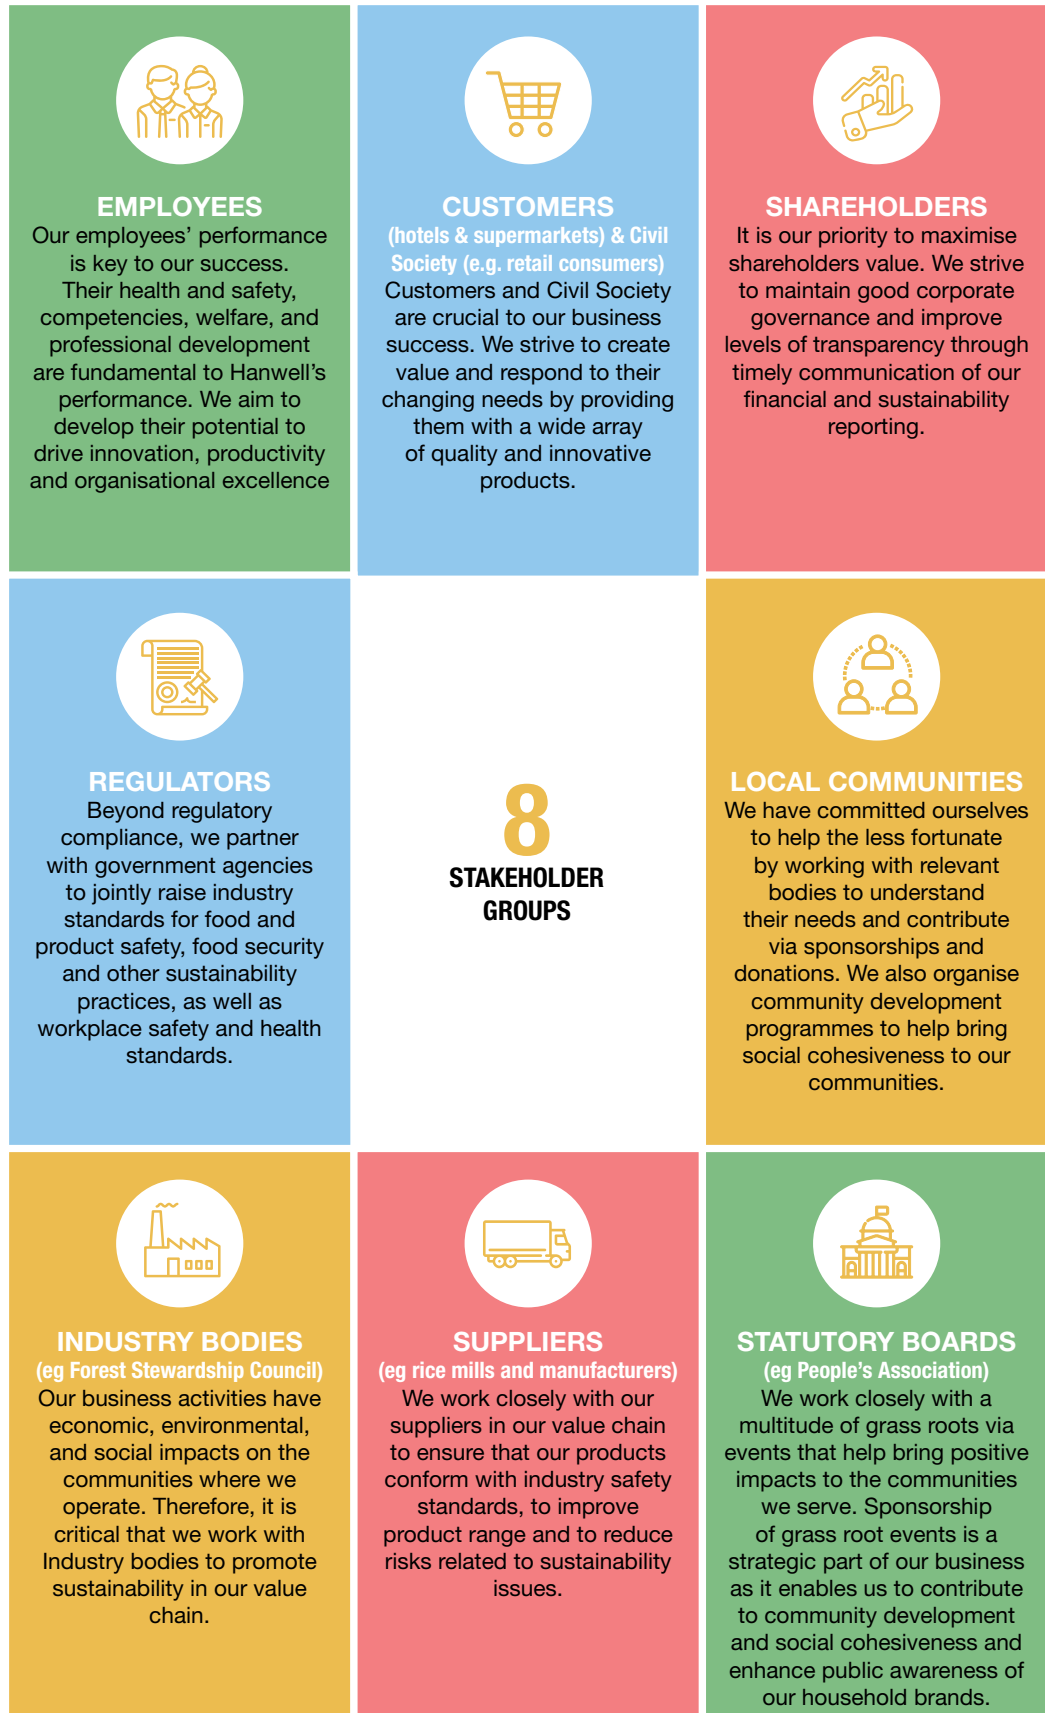 EMPLOYEES
Our employees’ performance
is key to our success.
Their health and safety,
competencies, welfare, and
professional development
are fundamental to Hanwell’s
performance. We aim to
develop their potential to
drive innovation, productivity
and organisational excellence
CUSTOMERS
(hotels & supermarkets) & Civil
Society (e.g. retail consumers)
Customers and Civil Society
are crucial to our business
success. We strive to create
value and respond to their
changing needs by providing
them with a wide array
of quality and innovative
products.
SHAREHOLDERS
It is our priority to maximise
shareholders value. We strive
to maintain good corporate
governance and improve
levels of transparency through
timely communication of our
financial and sustainability
reporting.
REGULATORS
Beyond regulatory
compliance, we partner
with government agencies
to jointly raise industry
standards for food and
product safety, food security
and other sustainability
practices, as well as
workplace safety and health
standards.
8
STAKEHOLDER
GROUPS
LOCAL COMMUNITIES
We have committed ourselves
to help the less fortunate
by working with relevant
bodies to understand
their needs and contribute
via sponsorships and
donations. We also organise
community development
programmes to help bring
social cohesiveness to our
communities.
INDUSTRY BODIES
(eg Forest Stewardship Council)
Our business activities have
economic, environmental,
and social impacts on the
communities where we
operate. Therefore, it is
critical that we work with
Industry bodies to promote
sustainability in our value
chain.
SUPPLIERS
(eg rice mills and manufacturers)
We work closely with our
suppliers in our value chain
to ensure that our products
conform with industry safety
standards, to improve
product range and to reduce
risks related to sustainability
issues.
STATUTORY BOARDS
(eg People’s Association)
We work closely with a
multitude of grass roots via
events that help bring positive
impacts to the communities
we serve. Sponsorship
of grass root events is a
strategic part of our business
as it enables us to contribute
to community development
and social cohesiveness and
enhance public awareness of
our household brands.